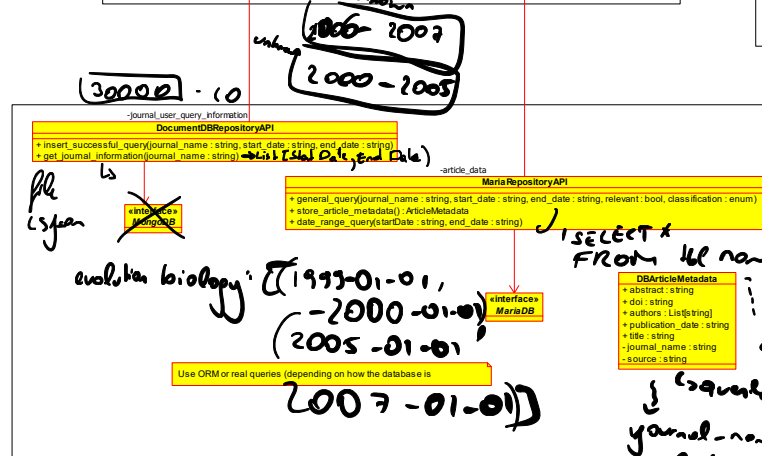 2006- 2007
unknown
2000-2005
30000 - 10
-journal_user_query_information
DocumentDBRepositoryAPI
+ insert_successful_query(journal_name : string, start_date : string, end_date : string)
+ get_journal_information(journal_name : string) → List[(Start Date, End Date)
↳
file
↳ json
«interface»
MongoDB
-article_data
MariaRepositoryAPI
+ general_query(journal_name : string, start_date : string, end_date : string, relevant : bool, classification : enum)
+ store_article_metadata() : ArticleMetadata
+ date_range_query(startDate : string, end_date : string)
SELECT *
FROM tbl
evolution biology: [(1999-01-01,
-2000-01-01)
(2005-01-01,
2007-01-01)]
«interface»
MariaDB
DBArticleMetadata
+ abstract : string
+ doi : string
+ authors : List[string]
+ publication_date : string
+ title : string
- journal_name : string
- source : string
Use ORM or real queries (depending on how the database is